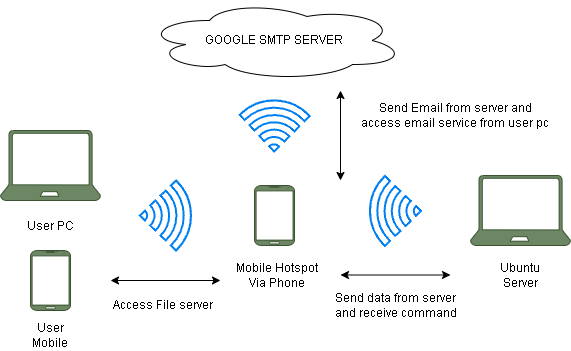 GOOGLE SMTP SERVER
Send Email from server and
access email service from user pc
User PC
Mobile Hotspot
Via Phone
Ubuntu
Server
Access File server
Send data from server
and receive command
User
Mobile